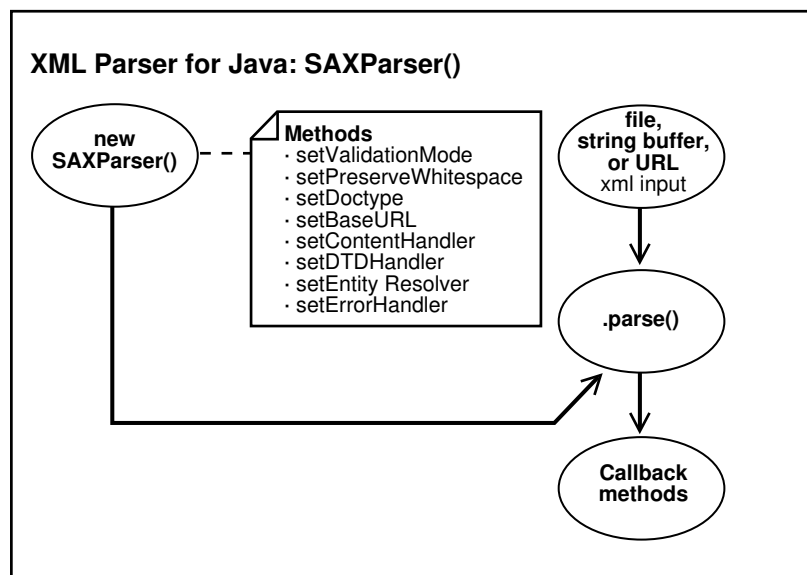 XML Parser for Java: SAXParser()
new
SAXParser()
Methods
· setValidationMode
· setPreserveWhitespace
· setDoctype
· setBaseURL
· setContentHandler
· setDTDHandler
· setEntity Resolver
· setErrorHandler
file,
string buffer,
or URL
xml input
.parse()
Callback
methods